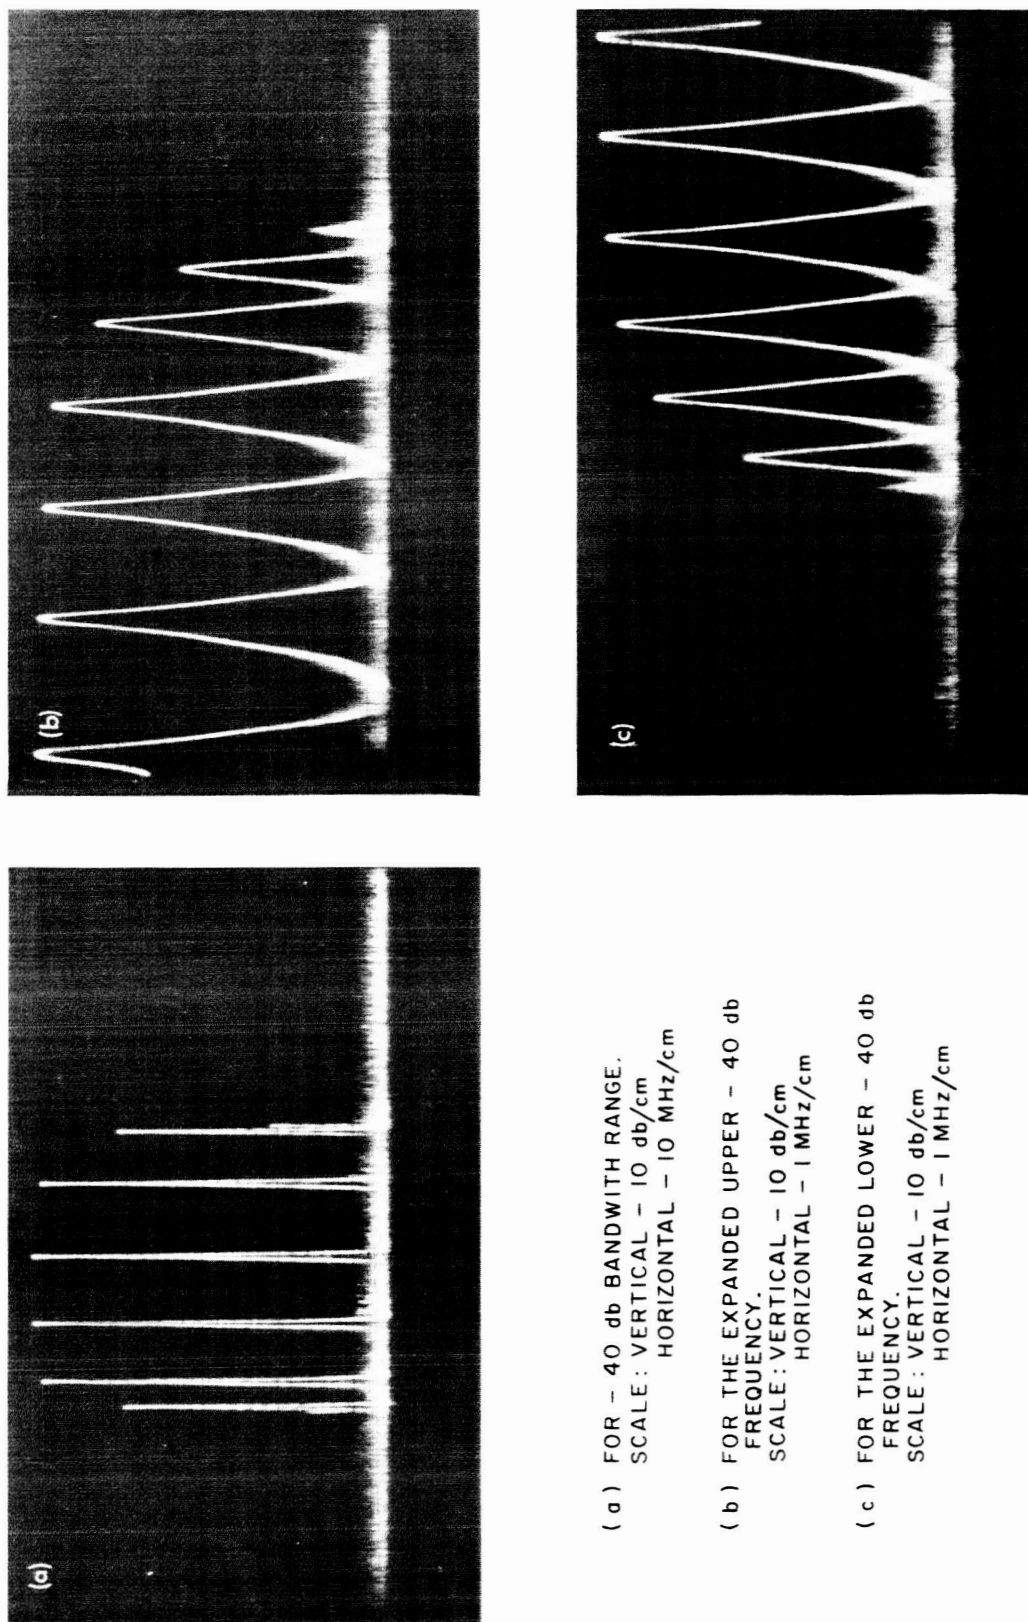 (a)
(b)
(c)
(a) FOR - 40 db BANDWITH RANGE.
SCALE: VERTICAL - 10 db/cm
HORIZONTAL - 10 MHz/cm
(b) FOR THE EXPANDED UPPER - 40 db
FREQUENCY.
SCALE: VERTICAL - 10 db/cm
HORIZONTAL - 1 MHz/cm
(c) FOR THE EXPANDED LOWER - 40 db
FREQUENCY.
SCALE: VERTICAL - 10 db/cm
HORIZONTAL - 1 MHz/cm